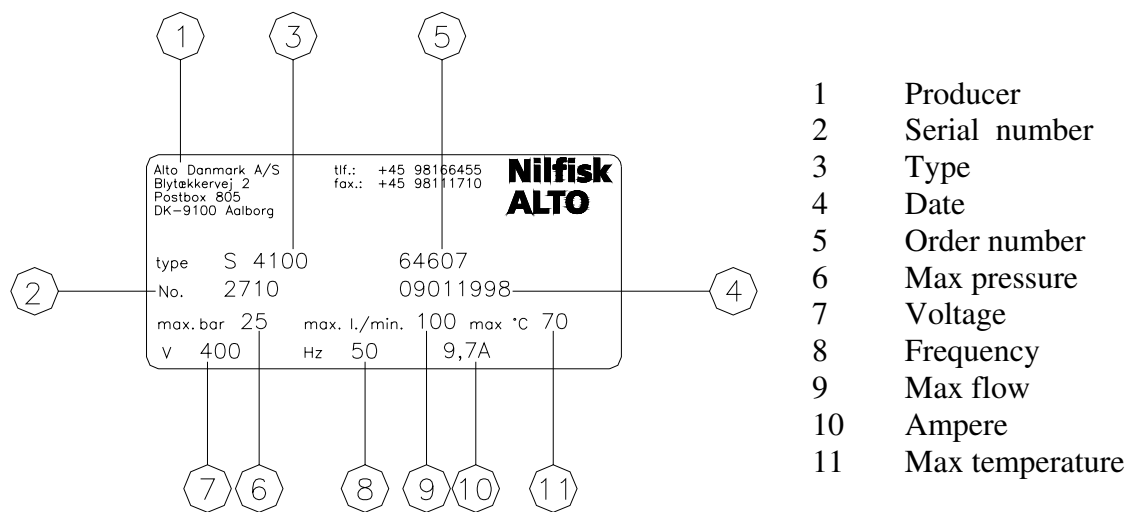 1 3 5
Alto Danmark A/S tlf.: +45 98166455 Nilfisk
Blytækkervej 2 fax.: +45 98111710 ALTO
Postbox 805
DK-9100 Aalborg
type S 4100 64607
2 No. 2710 09011998 4
max.bar 25 max. l./min. 100 max °C 70
V 400 Hz 50 9,7A
7 6 8 9 10 11
1 Producer
2 Serial number
3 Type
4 Date
5 Order number
6 Max pressure
7 Voltage
8 Frequency
9 Max flow
10 Ampere
11 Max temperature